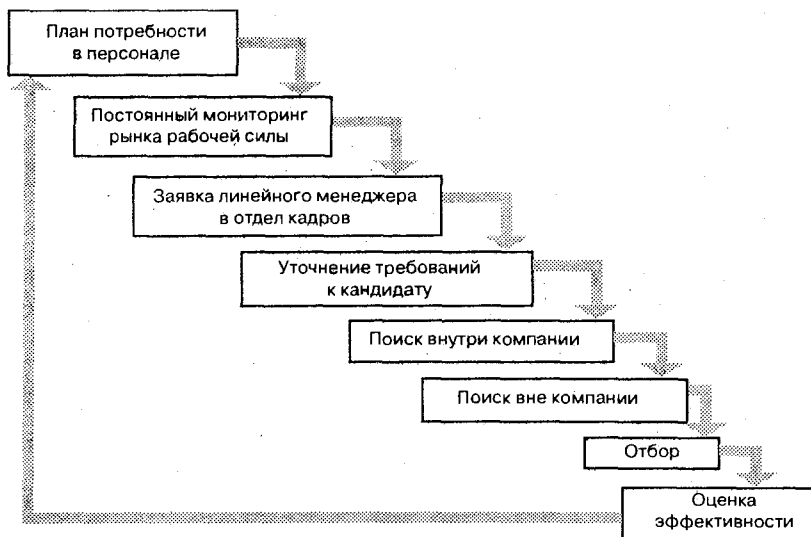 План потребности
в персонале
Постоянный мониторинг
рынка рабочей силы
Заявка линейного менеджера
в отдел кадров
Уточнение требований
к кандидату
Поиск внутри компании
Поиск вне компании
Отбор
Оценка
эффективности